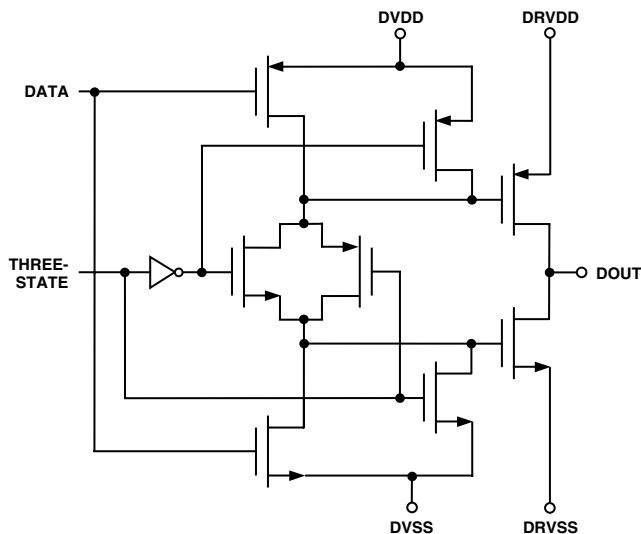 DVDD
DRVDD
DATA
THREE-
STATE
DOUT
DVSS
DRVSS